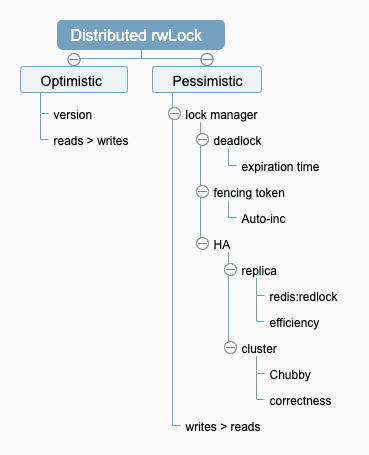 Distributed rwLock
Optimistic
version
reads > writes
Pessimistic
lock manager
deadlock
expiration time
fencing token
Auto-inc
HA
replica
redis:redlock
efficiency
cluster
Chubby
correctness
writes > reads